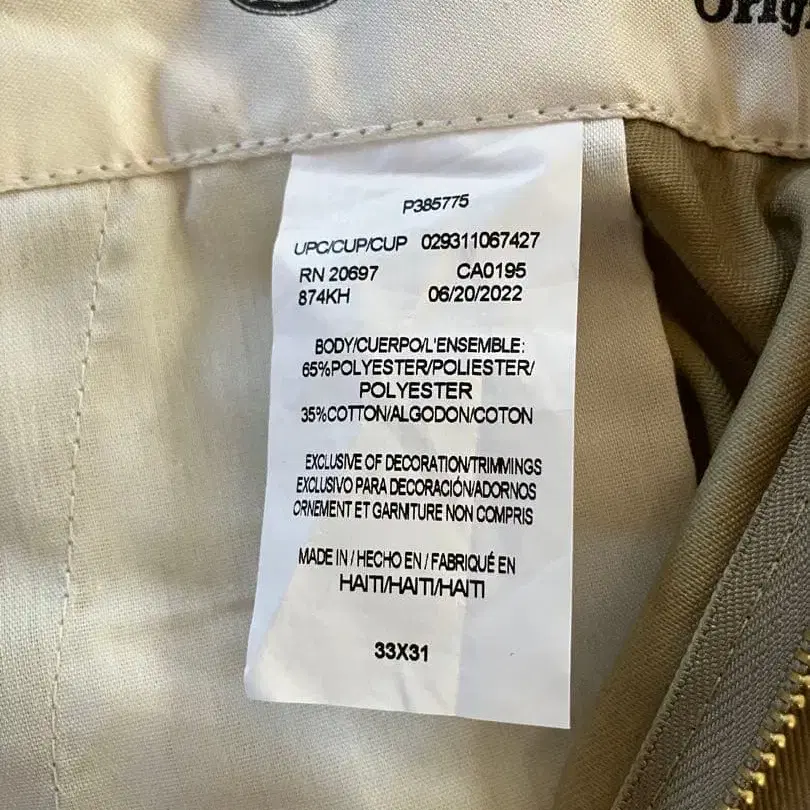 P385775
UPC/CUP/CUP 029311067427
RN 20697 CA0195
874KH 06/20/2022
BODY/CUERPO/L'ENSEMBLE:
65%POLYESTER/POLIESTER/
POLYESTER
35%COTTON/ALGODON/COTON
EXCLUSIVE OF DECORATION/TRIMMINGS
EXCLUSIVO PARA DECORACIÓN/ADORNOS
ORNEMENT ET GARNITURE NON COMPRIS
MADE IN / HECHO EN / FABRIQUÉ EN
HAITI/HAITI/HAITI
33X31